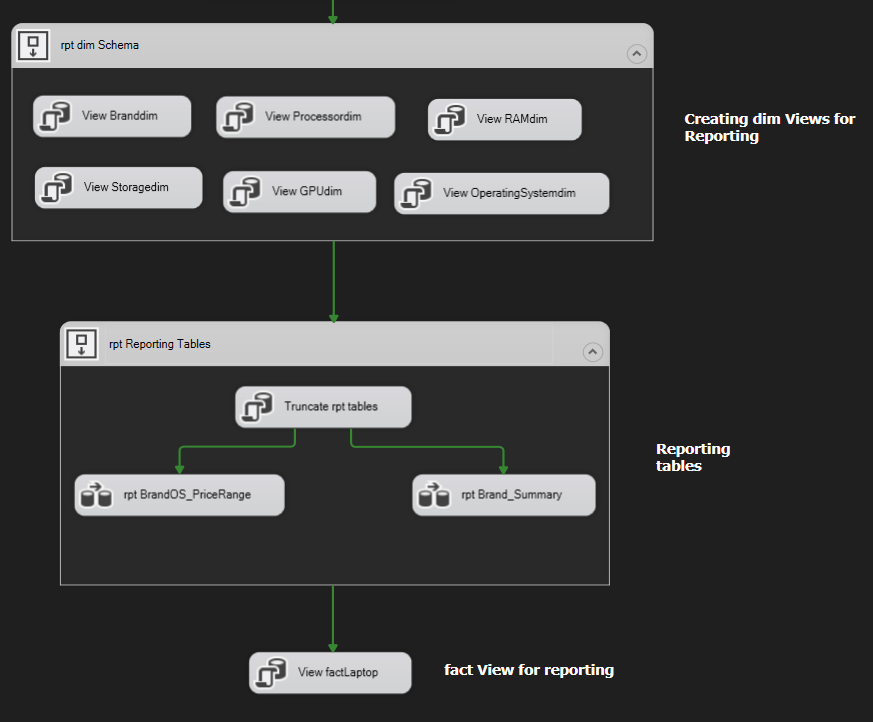 rpt dim Schema
View Branddim
View Processordim
View RAMdim
View Storagedim
View GPUdim
View OperatingSystemdim
Creating dim Views for
Reporting
rpt Reporting Tables
Truncate rpt tables
rpt BrandOS_PriceRange
rpt Brand_Summary
Reporting
tables
View factLaptop
fact View for reporting